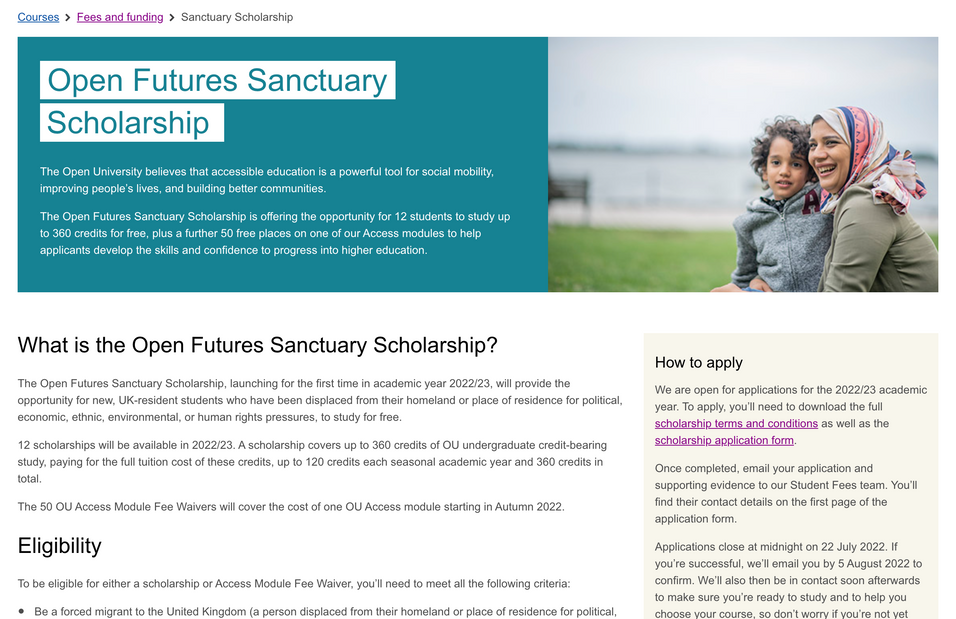 Courses > Fees and funding > Sanctuary Scholarship
Open Futures Sanctuary
Scholarship
The Open University believes that accessible education is a powerful tool for social mobility,
improving people’s lives, and building better communities.
The Open Futures Sanctuary Scholarship is offering the opportunity for 12 students to study up
to 360 credits for free, plus a further 50 free places on one of our Access modules to help
applicants develop the skills and confidence to progress into higher education.
What is the Open Futures Sanctuary Scholarship?
The Open Futures Sanctuary Scholarship, launching for the first time in academic year 2022/23, will provide the
opportunity for new, UK-resident students who have been displaced from their homeland or place of residence for political,
economic, ethnic, environmental, or human rights pressures, to study for free.
12 scholarships will be available in 2022/23. A scholarship covers up to 360 credits of OU undergraduate credit-bearing
study, paying for the full tuition cost of these credits, up to 120 credits each seasonal academic year and 360 credits in
total.
The 50 OU Access Module Fee Waivers will cover the cost of one OU Access module starting in Autumn 2022.
Eligibility
To be eligible for either a scholarship or Access Module Fee Waiver, you’ll need to meet all the following criteria:
• Be a forced migrant to the United Kingdom (a person displaced from their homeland or place of residence for political,
How to apply
We are open for applications for the 2022/23 academic
year. To apply, you’ll need to download the full
scholarship terms and conditions as well as the
scholarship application form.
Once completed, email your application and
supporting evidence to our Student Fees team. You’ll
find their contact details on the first page of the
application form.
Applications close at midnight on 22 July 2022. If
you’re successful, we’ll email you by 5 August 2022 to
confirm. We’ll also then be in contact soon afterwards
to make sure you’re ready to study and to help you
choose your course, so don’t worry if you’re not yet